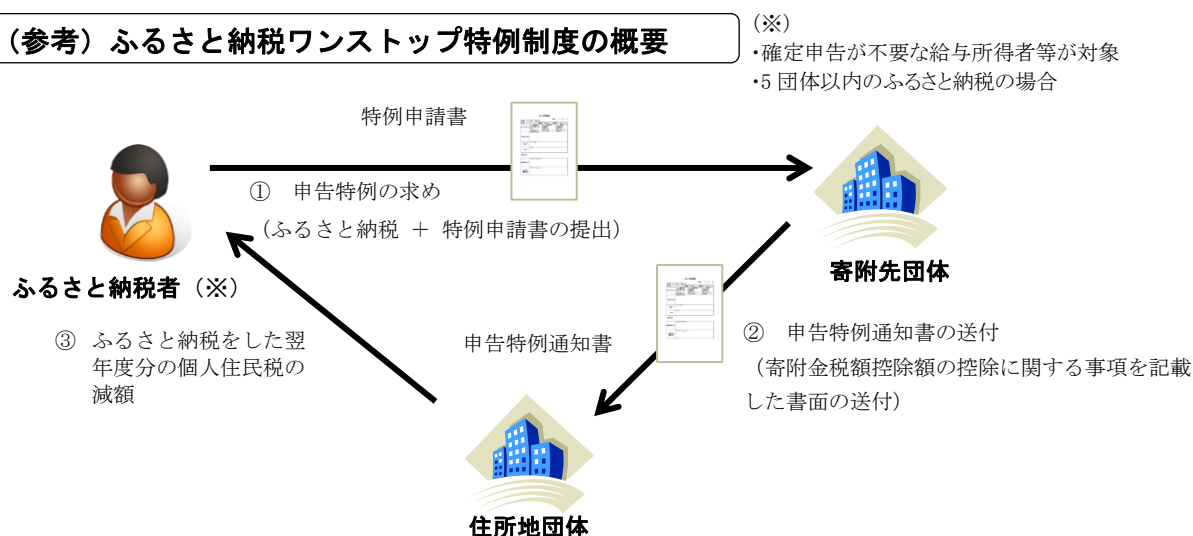 （参考）ふるさと納税ワンストップ特例制度の概要
（※）
・確定申告が不要な給与所得者等が対象
・5 団体以内のふるさと納税の場合
特例申請書
① 申告特例の求め
（ふるさと納税 ＋ 特例申請書の提出）
ふるさと納税者（※）
寄附先団体
③ ふるさと納税をした翌
年度分の個人住民税の
減額
申告特例通知書
② 申告特例通知書の送付
（寄附金税額控除額の控除に関する事項を記載
した書面の送付）
住所地団体